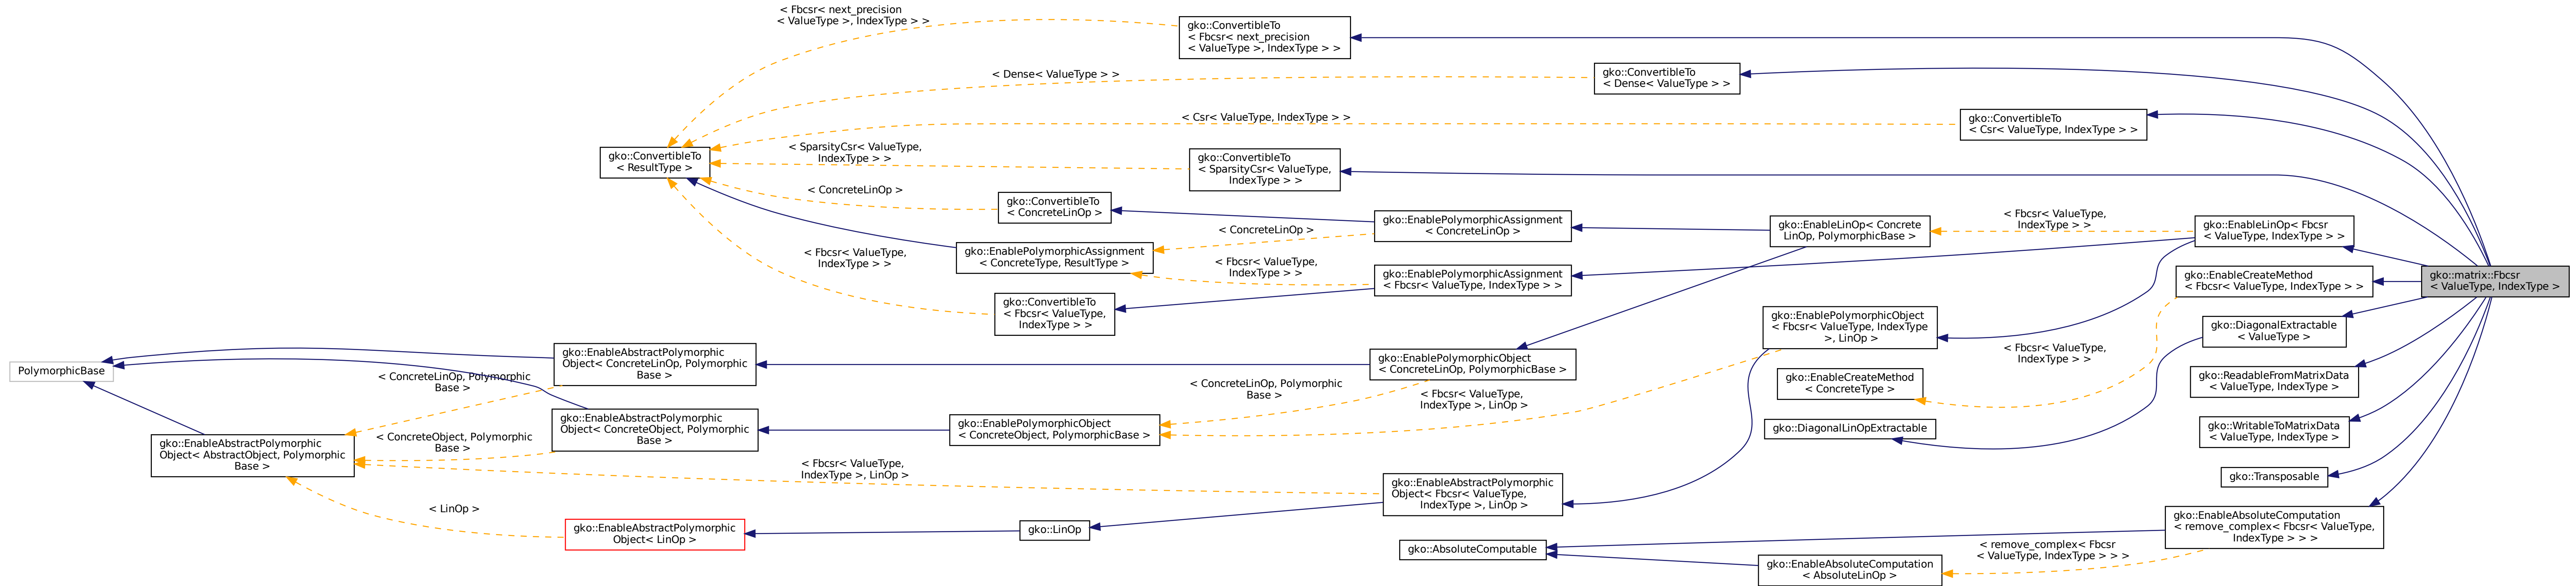 < Fbcsr< next_precision
< ValueType >, IndexType > >
gko::ConvertibleTo
< Fbcsr< next_precision
< ValueType >, IndexType > >
< Dense< ValueType > >
gko::ConvertibleTo
< Dense< ValueType > >
< Csr< ValueType, IndexType > >
gko::ConvertibleTo
< Csr< ValueType, IndexType > >
gko::ConvertibleTo
< ResultType >
< SparsityCsr< ValueType,
IndexType > >
gko::ConvertibleTo
< SparsityCsr< ValueType,
IndexType > >
< ConcreteLinOp >
gko::ConvertibleTo
< ConcreteLinOp >
gko::EnablePolymorphicAssignment
< ConcreteLinOp >
gko::EnableLinOp< Concrete
LinOp, PolymorphicBase >
< Fbcsr< ValueType,
IndexType > >
gko::EnableLinOp< Fbcsr
< ValueType, IndexType > >
< ConcreteLinOp >
gko::EnablePolymorphicAssignment
< ConcreteType, ResultType >
< Fbcsr< ValueType,
IndexType > >
< Fbcsr< ValueType,
IndexType > >
gko::EnablePolymorphicAssignment
< Fbcsr< ValueType, IndexType > >
gko::EnableCreateMethod
< Fbcsr< ValueType, IndexType > >
gko::matrix::Fbcsr
< ValueType, IndexType >
gko::ConvertibleTo
< Fbcsr< ValueType,
IndexType > >
gko::EnablePolymorphicObject
< Fbcsr< ValueType, IndexType
>, LinOp >
gko::DiagonalExtractable
< ValueType >
< Fbcsr< ValueType,
IndexType > >
PolymorphicBase
gko::EnableAbstractPolymorphic
Object< ConcreteLinOp, Polymorphic
Base >
gko::EnablePolymorphicObject
< ConcreteLinOp, PolymorphicBase >
gko::EnableCreateMethod
< ConcreteType >
gko::ReadableFromMatrixData
< ValueType, IndexType >
< ConcreteLinOp, Polymorphic
Base >
< ConcreteLinOp, Polymorphic
Base >
< Fbcsr< ValueType,
IndexType >, LinOp >
gko::EnableAbstractPolymorphic
Object< ConcreteObject, Polymorphic
Base >
gko::EnablePolymorphicObject
< ConcreteObject, PolymorphicBase >
gko::DiagonalLinOpExtractable
gko::WritableToMatrixData
< ValueType, IndexType >
gko::EnableAbstractPolymorphic
Object< AbstractObject, Polymorphic
Base >
< ConcreteObject, Polymorphic
Base >
< Fbcsr< ValueType,
IndexType >, LinOp >
gko::EnableAbstractPolymorphic
Object< Fbcsr< ValueType,
IndexType >, LinOp >
gko::Transposable
< LinOp >
gko::EnableAbstractPolymorphic
Object< LinOp >
gko::LinOp
gko::EnableAbsoluteComputation
< remove_complex< Fbcsr< ValueType,
IndexType > > >
gko::AbsoluteComputable
< remove_complex< Fbcsr
< ValueType, IndexType > > >
gko::EnableAbsoluteComputation
< AbsoluteLinOp >